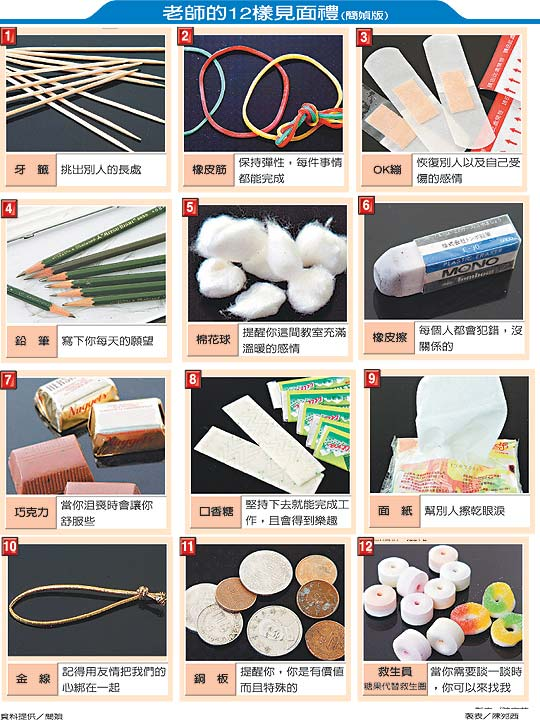 老師的12樣見面禮(簡媜版)
1
牙籤
挑出別人的長處
2
橡皮筋
保持彈性，每件事情
都能完成
3
OK繃
恢復別人以及自己受
傷的感情
4
鉛筆
寫下你每天的願望
5
棉花球
提醒你這間教室充滿
溫暖的感情
6
PLASTIC ERASER
MONO
Tombow
橡皮擦
每個人都會犯錯，沒
關係的
7
Nuggets
巧克力
當你沮喪時會讓你
舒服些
8
口香糖
堅持下去就能完成工
作，且會得到樂趣
9
面紙
幫別人擦乾眼淚
10
金線
記得用友情把我們的
心綁在一起
11
銅板
提醒你，你是有價值
而且特殊的
12
救生員
糖果代替救生圈
當你需要談一談時
，你可以來找我
資料提供／簡媜
製表／陳宛茜